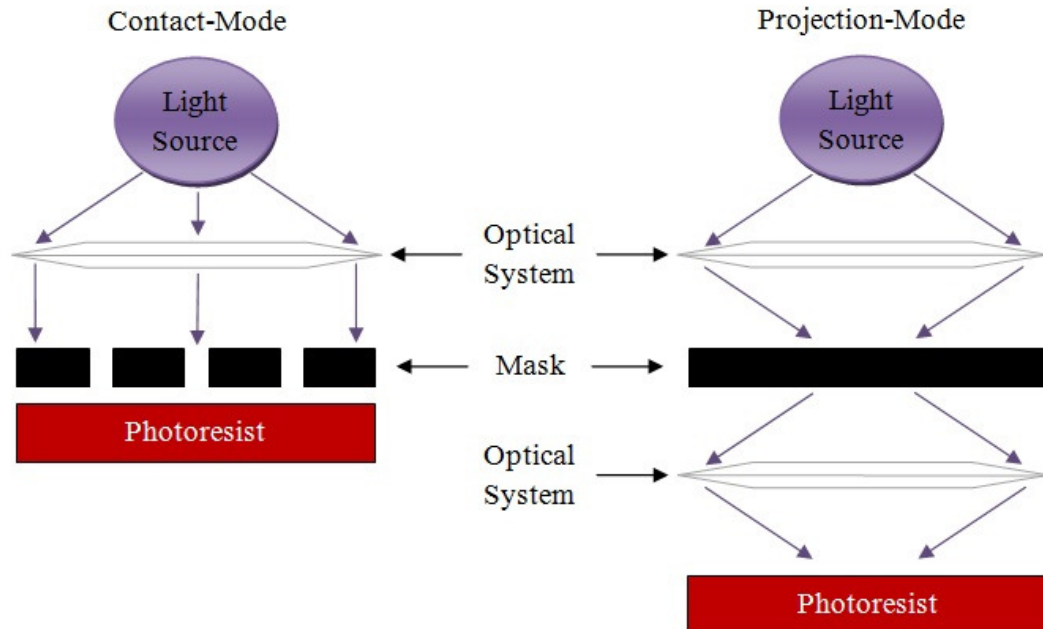 Contact-Mode
Projection-Mode
Light
Source
Light
Source
Optical
System
Mask
Photoresist
Optical
System
Photoresist